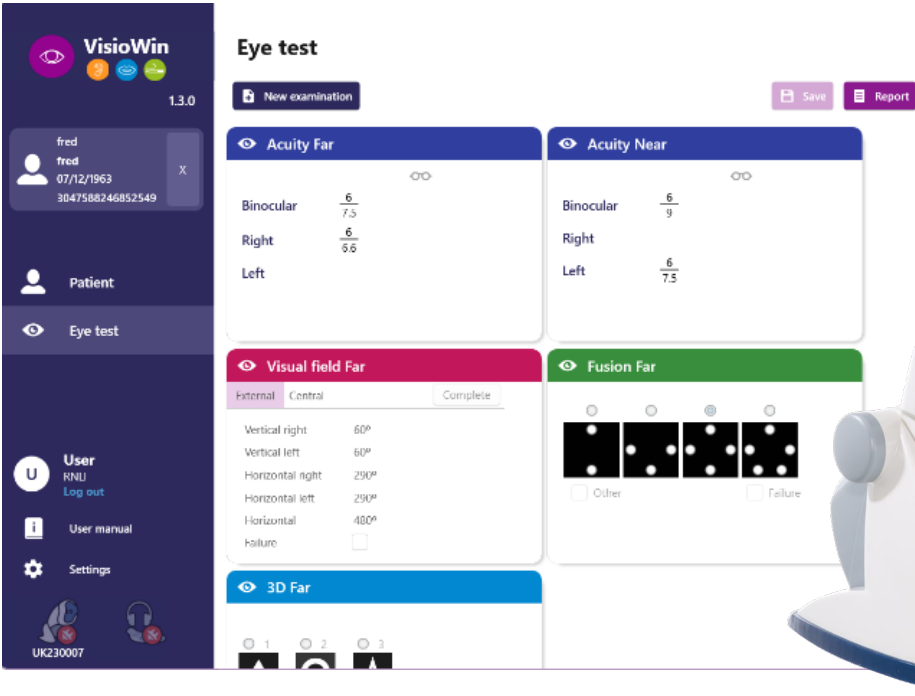 VisioWin
1.3.0
fred
fred
07/12/1963
3047588246852549
X
Patient
Eye test
U
User
RNU
Log out
User manual
Settings
UK230007
Eye test
New examination
Save
Report
Acuity Far
Binocular 6/7.5
Right 6/6.6
Left
Acuity Near
Binocular 6/9
Right
Left 6/7.5
Visual field Far
External Central Complete
Vertical right 60º
Vertical left 60º
Horizontal right 290º
Horizontal left 290º
Horizontal 480º
Failure
Fusion Far
Other Failure
3D Far
1 2 3